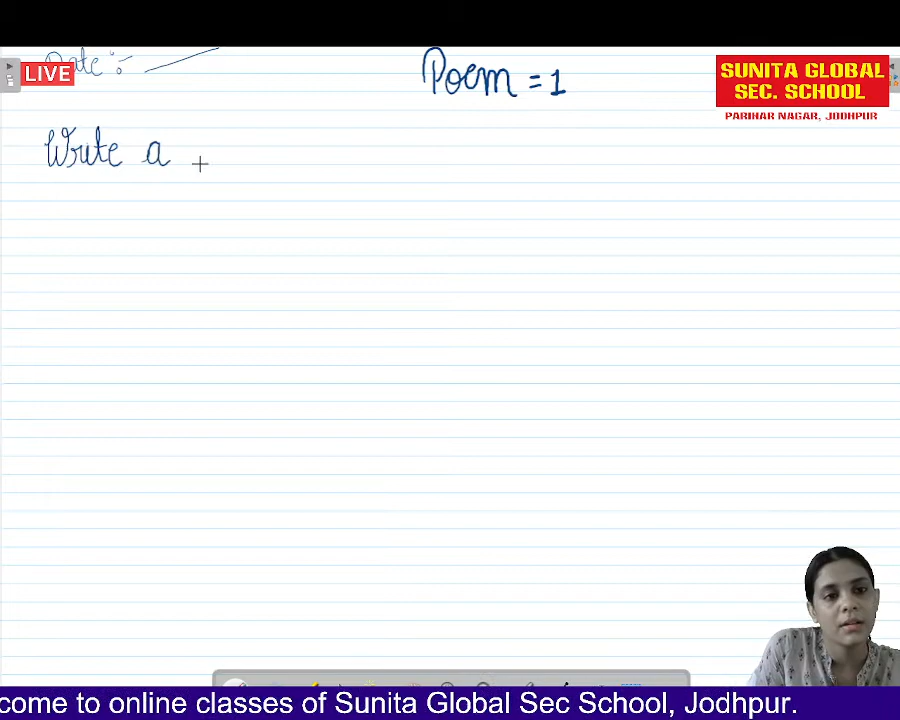 Date :-
LIVE
Poem = 1
SUNITA GLOBAL
SEC. SCHOOL
PARIHAR NAGAR, JODHPUR
Write a
come to online classes of Sunita Global Sec School, Jodhpur.